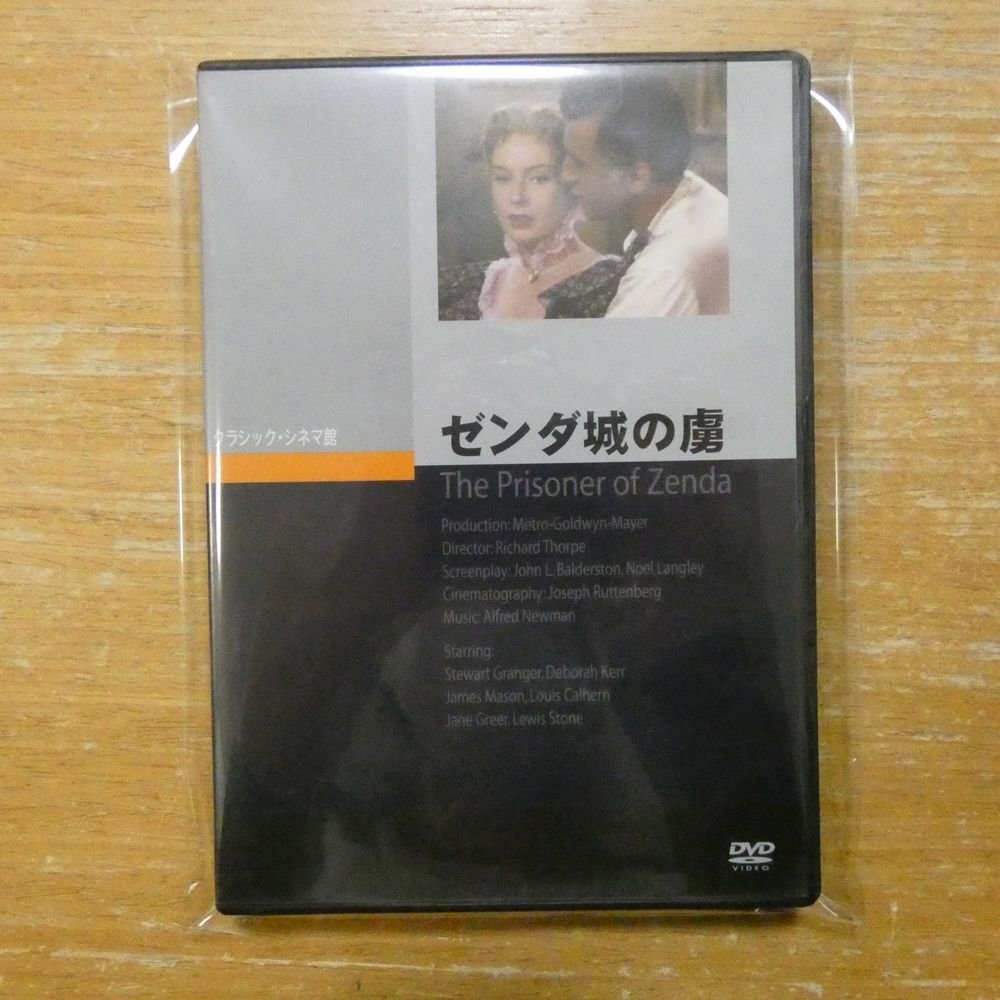 クラシック・シネマ館
ゼンダ城の虜
The Prisoner of Zenda
Production: Metro-Goldwyn-Mayer
Director: Richard Thorpe
Screenplay: John L. Balderston, Noel Langley
Cinematography: Joseph Ruttenberg
Music: Alfred Newman
Starring:
Stewart Granger, Deborah Kerr
James Mason, Louis Calhern
Jane Greer, Lewis Stone
DVD
VIDEO